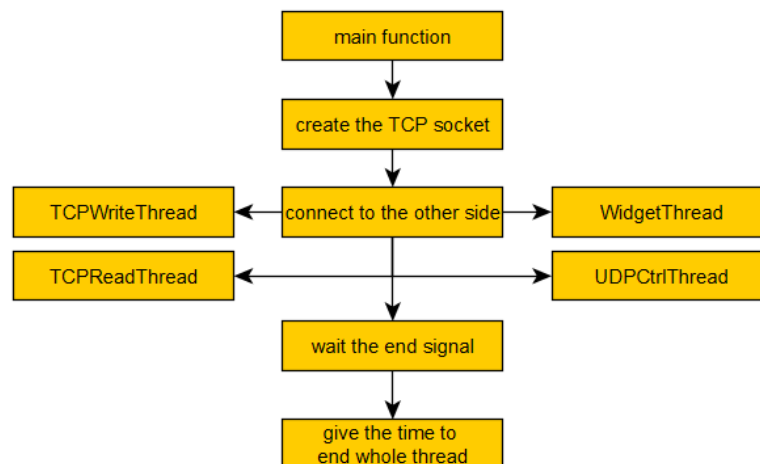 main function
create the TCP socket
TCPWriteThread
connect to the other side
WidgetThread
TCPReadThread
UDPCtrlThread
wait the end signal
give the time to
end whole thread